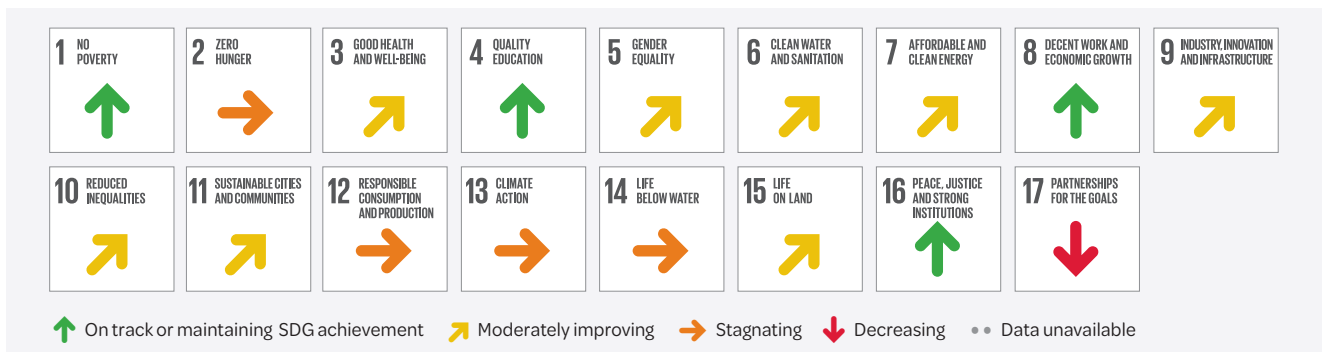 1 NO
POVERTY
2 ZERO
HUNGER
3 GOOD HEALTH
AND WELL-BEING
4 QUALITY
EDUCATION
5 GENDER
EQUALITY
6 CLEAN WATER
AND SANITATION
7 AFFORDABLE AND
CLEAN ENERGY
8 DECENT WORK AND
ECONOMIC GROWTH
9 INDUSTRY, INNOVATION
AND INFRASTRUCTURE
10 REDUCED
INEQUALITIES
11 SUSTAINABLE CITIES
AND COMMUNITIES
12 RESPONSIBLE
CONSUMPTION
AND PRODUCTION
13 CLIMATE
ACTION
14 LIFE
BELOW WATER
15 LIFE
ON LAND
16 PEACE, JUSTICE
AND STRONG
INSTITUTIONS
17 PARTNERSHIPS
FOR THE GOALS
On track or maintaining SDG achievement Moderately improving Stagnating Decreasing Data unavailable